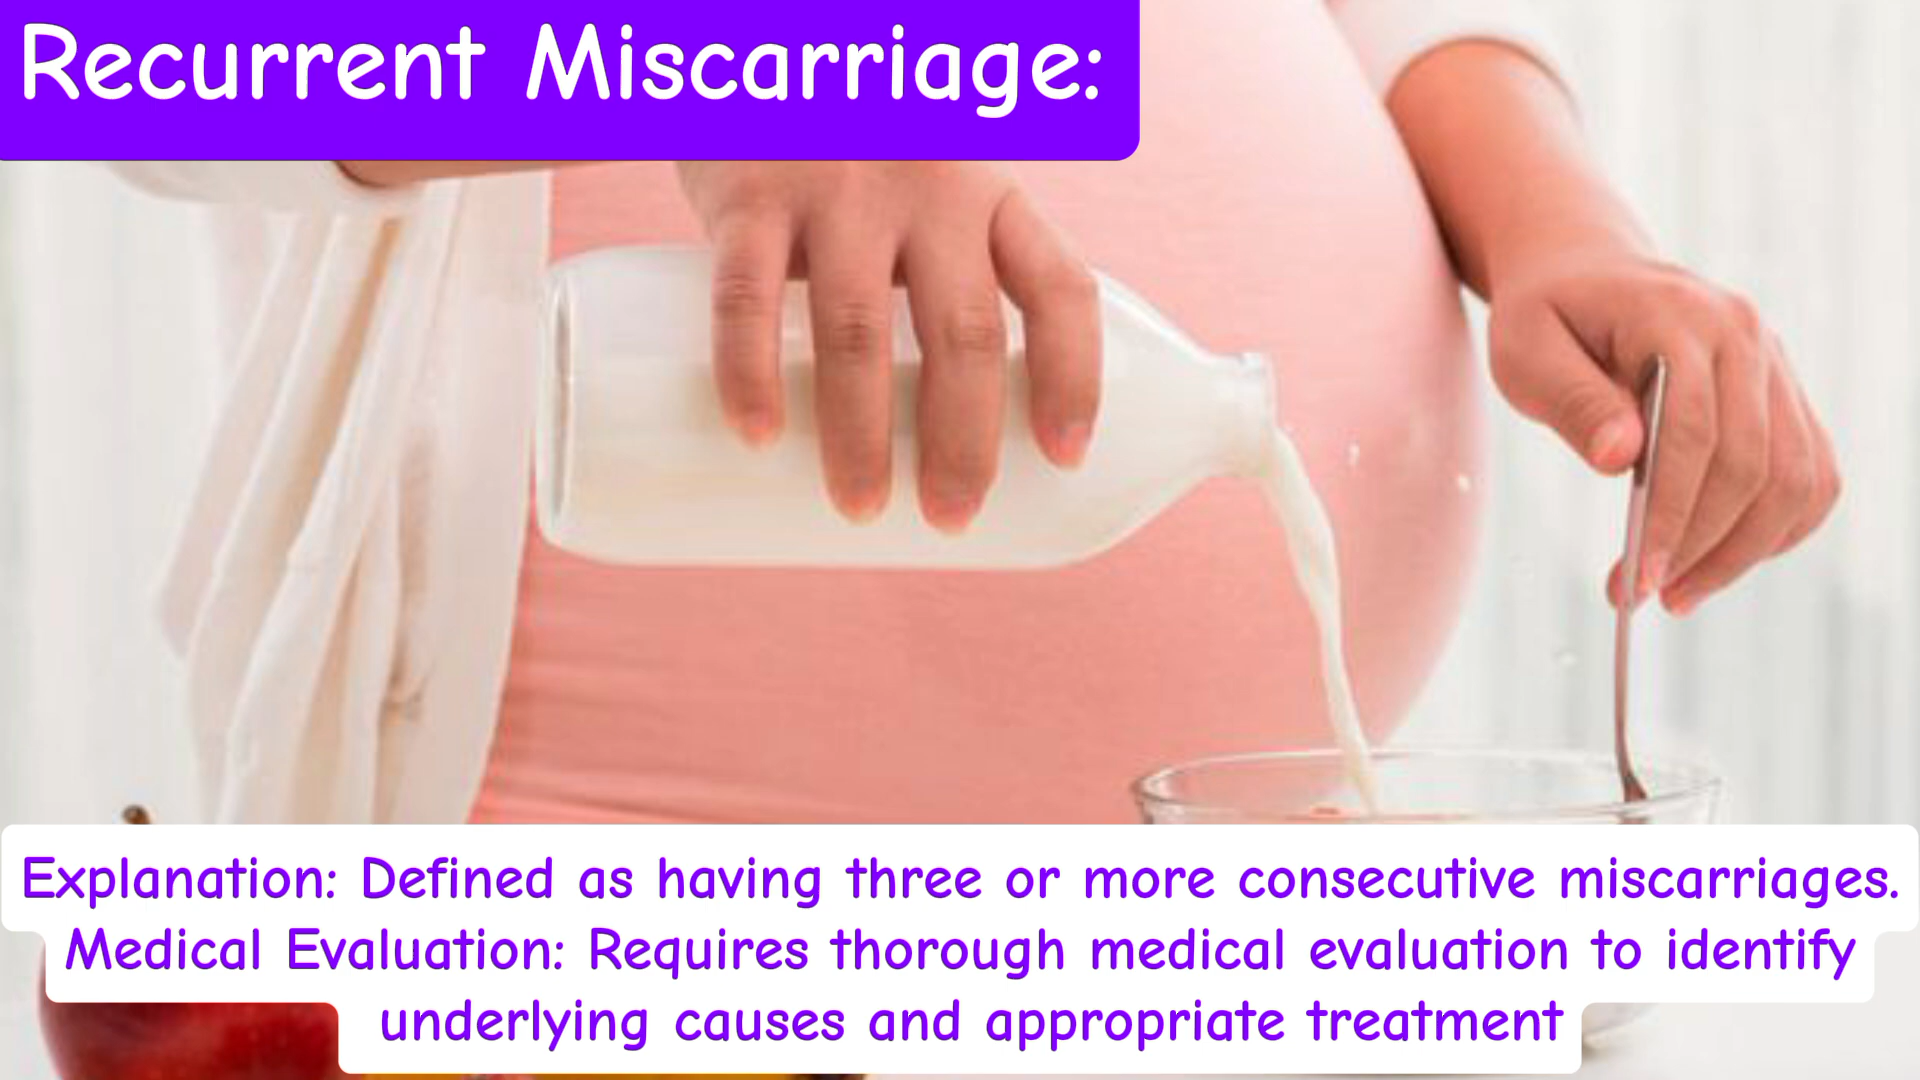 Recurrent Miscarriage:
Explanation: Defined as having three or more consecutive miscarriages.
Medical Evaluation: Requires thorough medical evaluation to identify
underlying causes and appropriate treatment